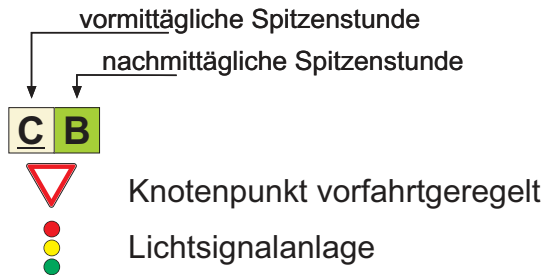 vormittägliche Spitzenstunde
nachmittägliche Spitzenstunde
C B
Knotenpunkt vorfahrtgeregelt
Lichtsignalanlage